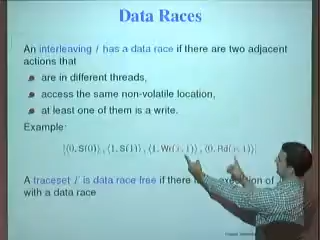 Data Races
An interleaving I has a data race if there are two adjacent
actions that
are in different threads,
access the same non-volatile location,
at least one of them is a write.
Example:
[⟨0, S(0)⟩, ⟨1, S(1)⟩, ⟨1, Wr(x, 1)⟩, ⟨0, Rd(x, 1)⟩]
A traceset T is data race free if there of
with a data race